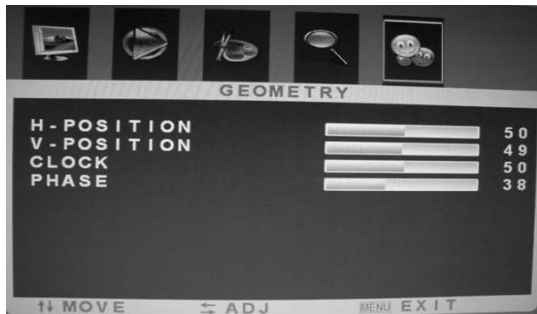 GEOMETRY
H-POSITION 50
V-POSITION 49
CLOCK 50
PHASE 38
↑↓ MOVE ⇆ ADJ MENU EXIT